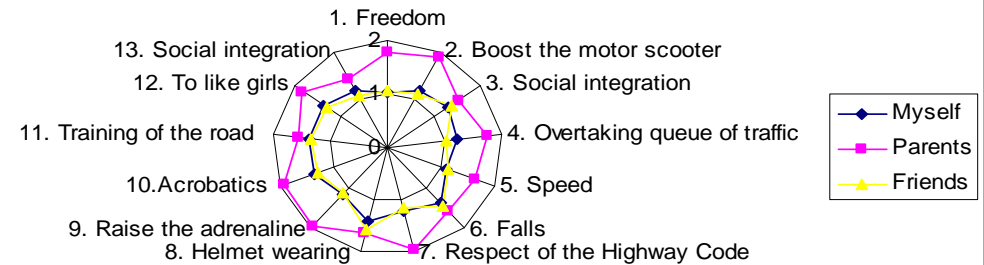 1. Freedom
2
13. Social integration
2. Boost the motor scooter
12. To like girls
3. Social integration
1
11. Training of the road
0
4. Overtaking queue of traffic
10.Acrobatics
5. Speed
9. Raise the adrenaline
6. Falls
8. Helmet wearing
7. Respect of the Highway Code
Myself
Parents
Friends